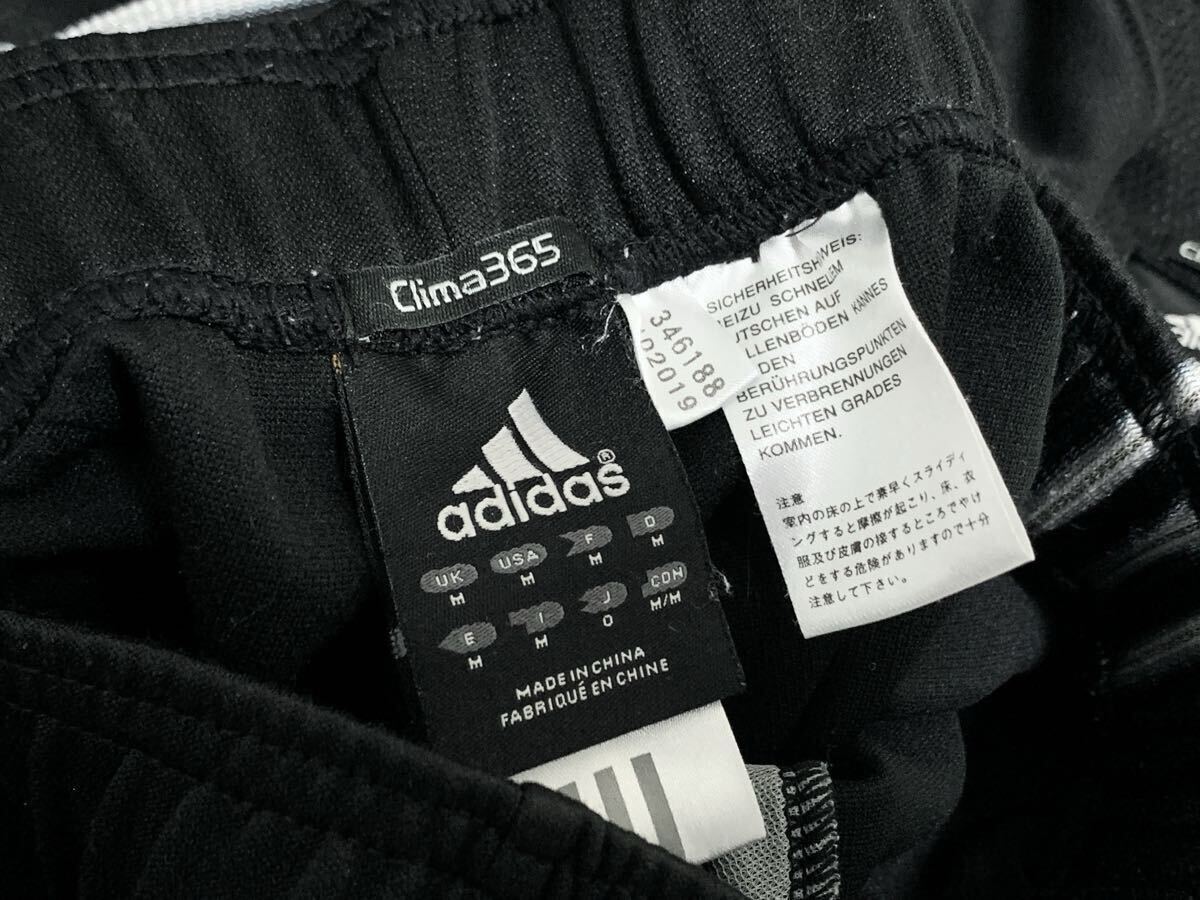 Clima365
adidas®
UK USA F D
M M M M
E I J CDN
M M O M/M
MADE IN CHINA
FABRIQUÉ EN CHINE
346188
02019
SICHERHEITSHINWEIS:
BEIZU SCHNELLEM
UTSCHEN AUF
LLENBÖDEN KANNES
DEN
BERÜHRUNGSPUNKTEN
ZU VERBRENNUNGEN
LEICHTEN GRADES
KOMMEN.
注意
室内の床の上で素早くスライディ
ングすると摩擦が起こり、床、衣
服及び皮膚の接するところでやけ
どをする危険がありますので十分
注意して下さい。